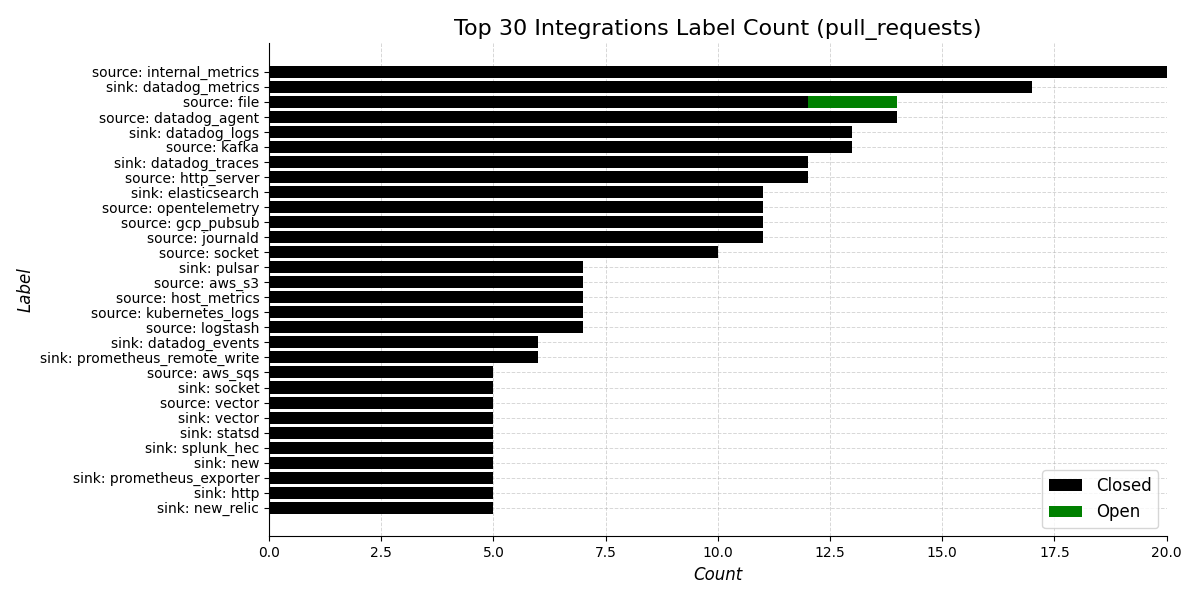 Top 30 Integrations Label Count (pull_requests)
source: internal_metrics
sink: datadog_metrics
source: file
source: datadog_agent
sink: datadog_logs
source: kafka
sink: datadog_traces
source: http_server
sink: elasticsearch
source: opentelemetry
source: gcp_pubsub
source: journald
source: socket
sink: pulsar
source: aws_s3
source: host_metrics
source: kubernetes_logs
source: logstash
sink: datadog_events
sink: prometheus_remote_write
source: aws_sqs
sink: socket
source: vector
sink: vector
sink: statsd
sink: splunk_hec
sink: new
sink: prometheus_exporter
sink: http
sink: new_relic
Label
Closed
Open
0.0 2.5 5.0 7.5 10.0 12.5 15.0 17.5 20.0
Count